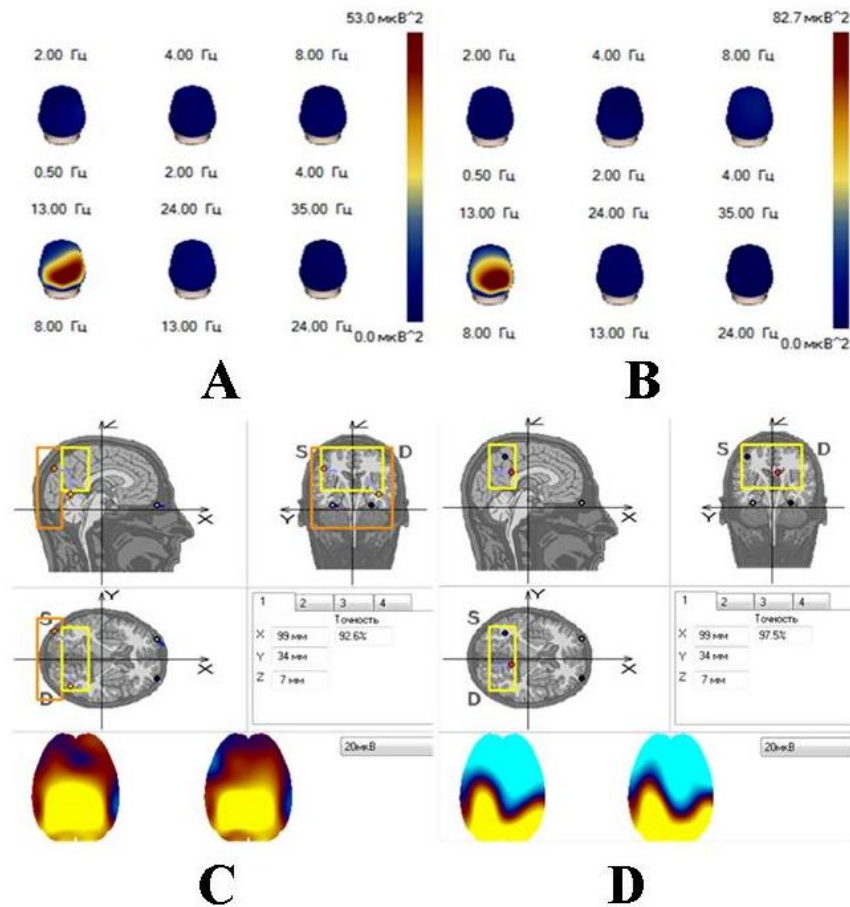 53.0 мкВ^2
2.00 Гц 4.00 Гц 8.00 Гц
0.50 Гц 2.00 Гц 4.00 Гц
13.00 Гц 24.00 Гц 35.00 Гц
8.00 Гц 13.00 Гц 24.00 Гц
0.0 мкВ^2
A
82.7 мкВ^2
2.00 Гц 4.00 Гц 8.00 Гц
0.50 Гц 2.00 Гц 4.00 Гц
13.00 Гц 24.00 Гц 35.00 Гц
8.00 Гц 13.00 Гц 24.00 Гц
0.0 мкВ^2
B
Z
X
Z
S D
Y
Y
S
X
D
1 2 3 4
Точность
X 99 мм 92.6%
Y 34 мм
Z 7 мм
20мкВ
C
Z
X
Z
S D
Y
Y
S
X
D
1 2 3 4
Точность
X 99 мм 97.5%
Y 34 мм
Z 7 мм
20мкВ
D